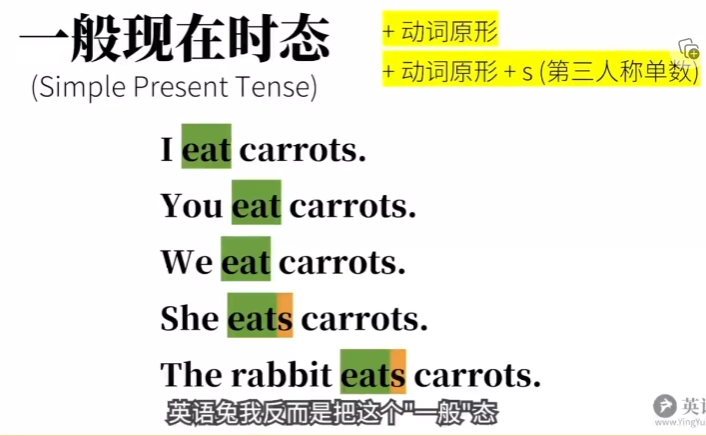 一般现在时态
(Simple Present Tense)
+ 动词原形
+ 动词原形 + s (第三人称单数)
I eat carrots.
You eat carrots.
We eat carrots.
She eats carrots.
The rabbit eats carrots.
英语兔我反而是把这个"一般"态
英语
www.YingYu